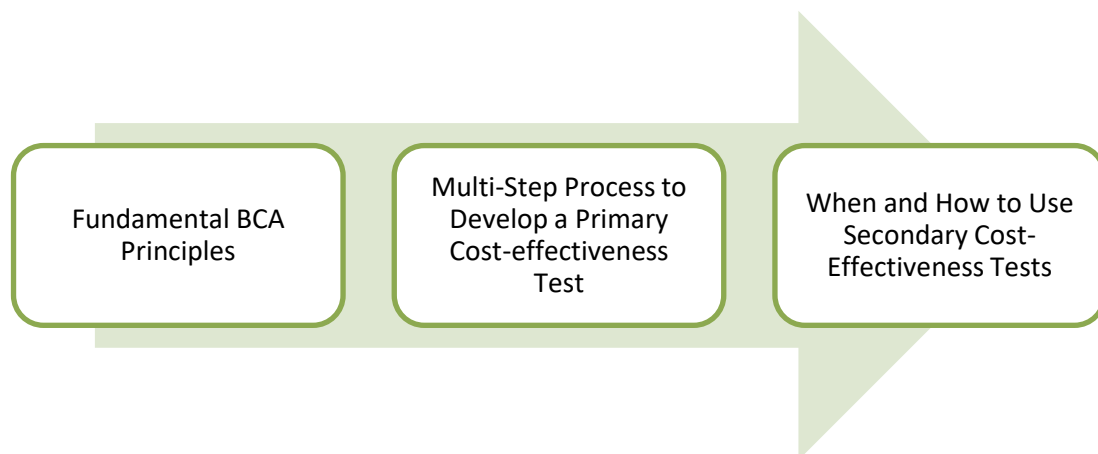 Fundamental BCA
Principles
Multi-Step Process to
Develop a Primary
Cost-effectiveness
Test
When and How to Use
Secondary Cost-
Effectiveness Tests